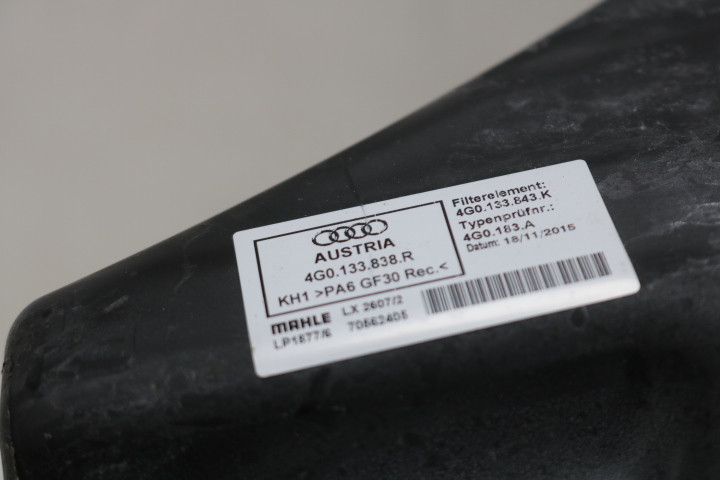 AUSTRIA
4G0.133.838.R
KH1 >PA6 GF30 Rec.<
MAHLE LX 2607/2
LP1877/6 70562405
Filterelement:
4G0.133.843.K
Typenprüfnr.:
4G0.183.A
Datum: 18/11/2015